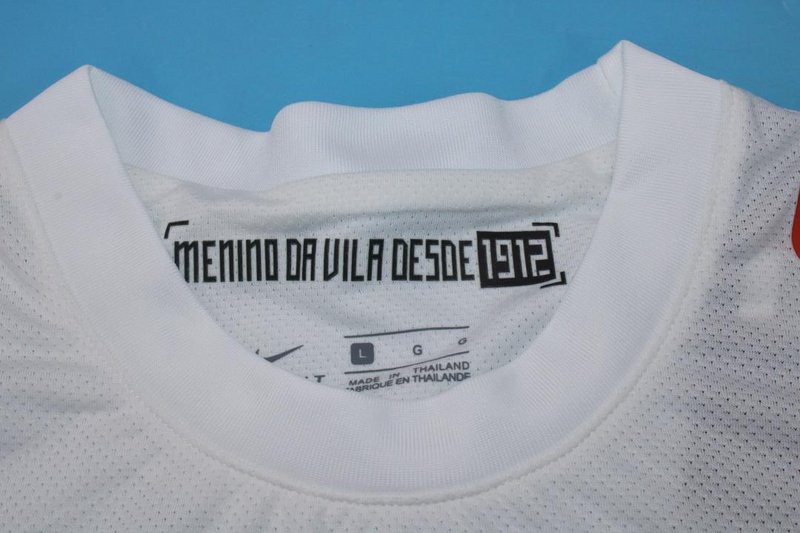 MENINO DA VILA DESDE 1912
L G G
MADE IN THAILAND
FABRIQUE EN THAILANDE